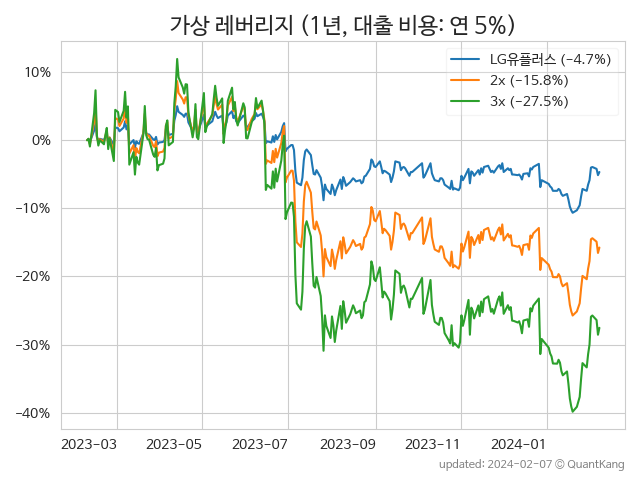 가상 레버리지 (1년, 대출 비용: 연 5%)
LG유플러스 (−4.7%)
2x (−15.8%)
3x (−27.5%)
10%
0%
−10%
−20%
−30%
−40%
2023-03 2023-05 2023-07 2023-09 2023-11 2024-01
updated: 2024-02-07 © QuantKang